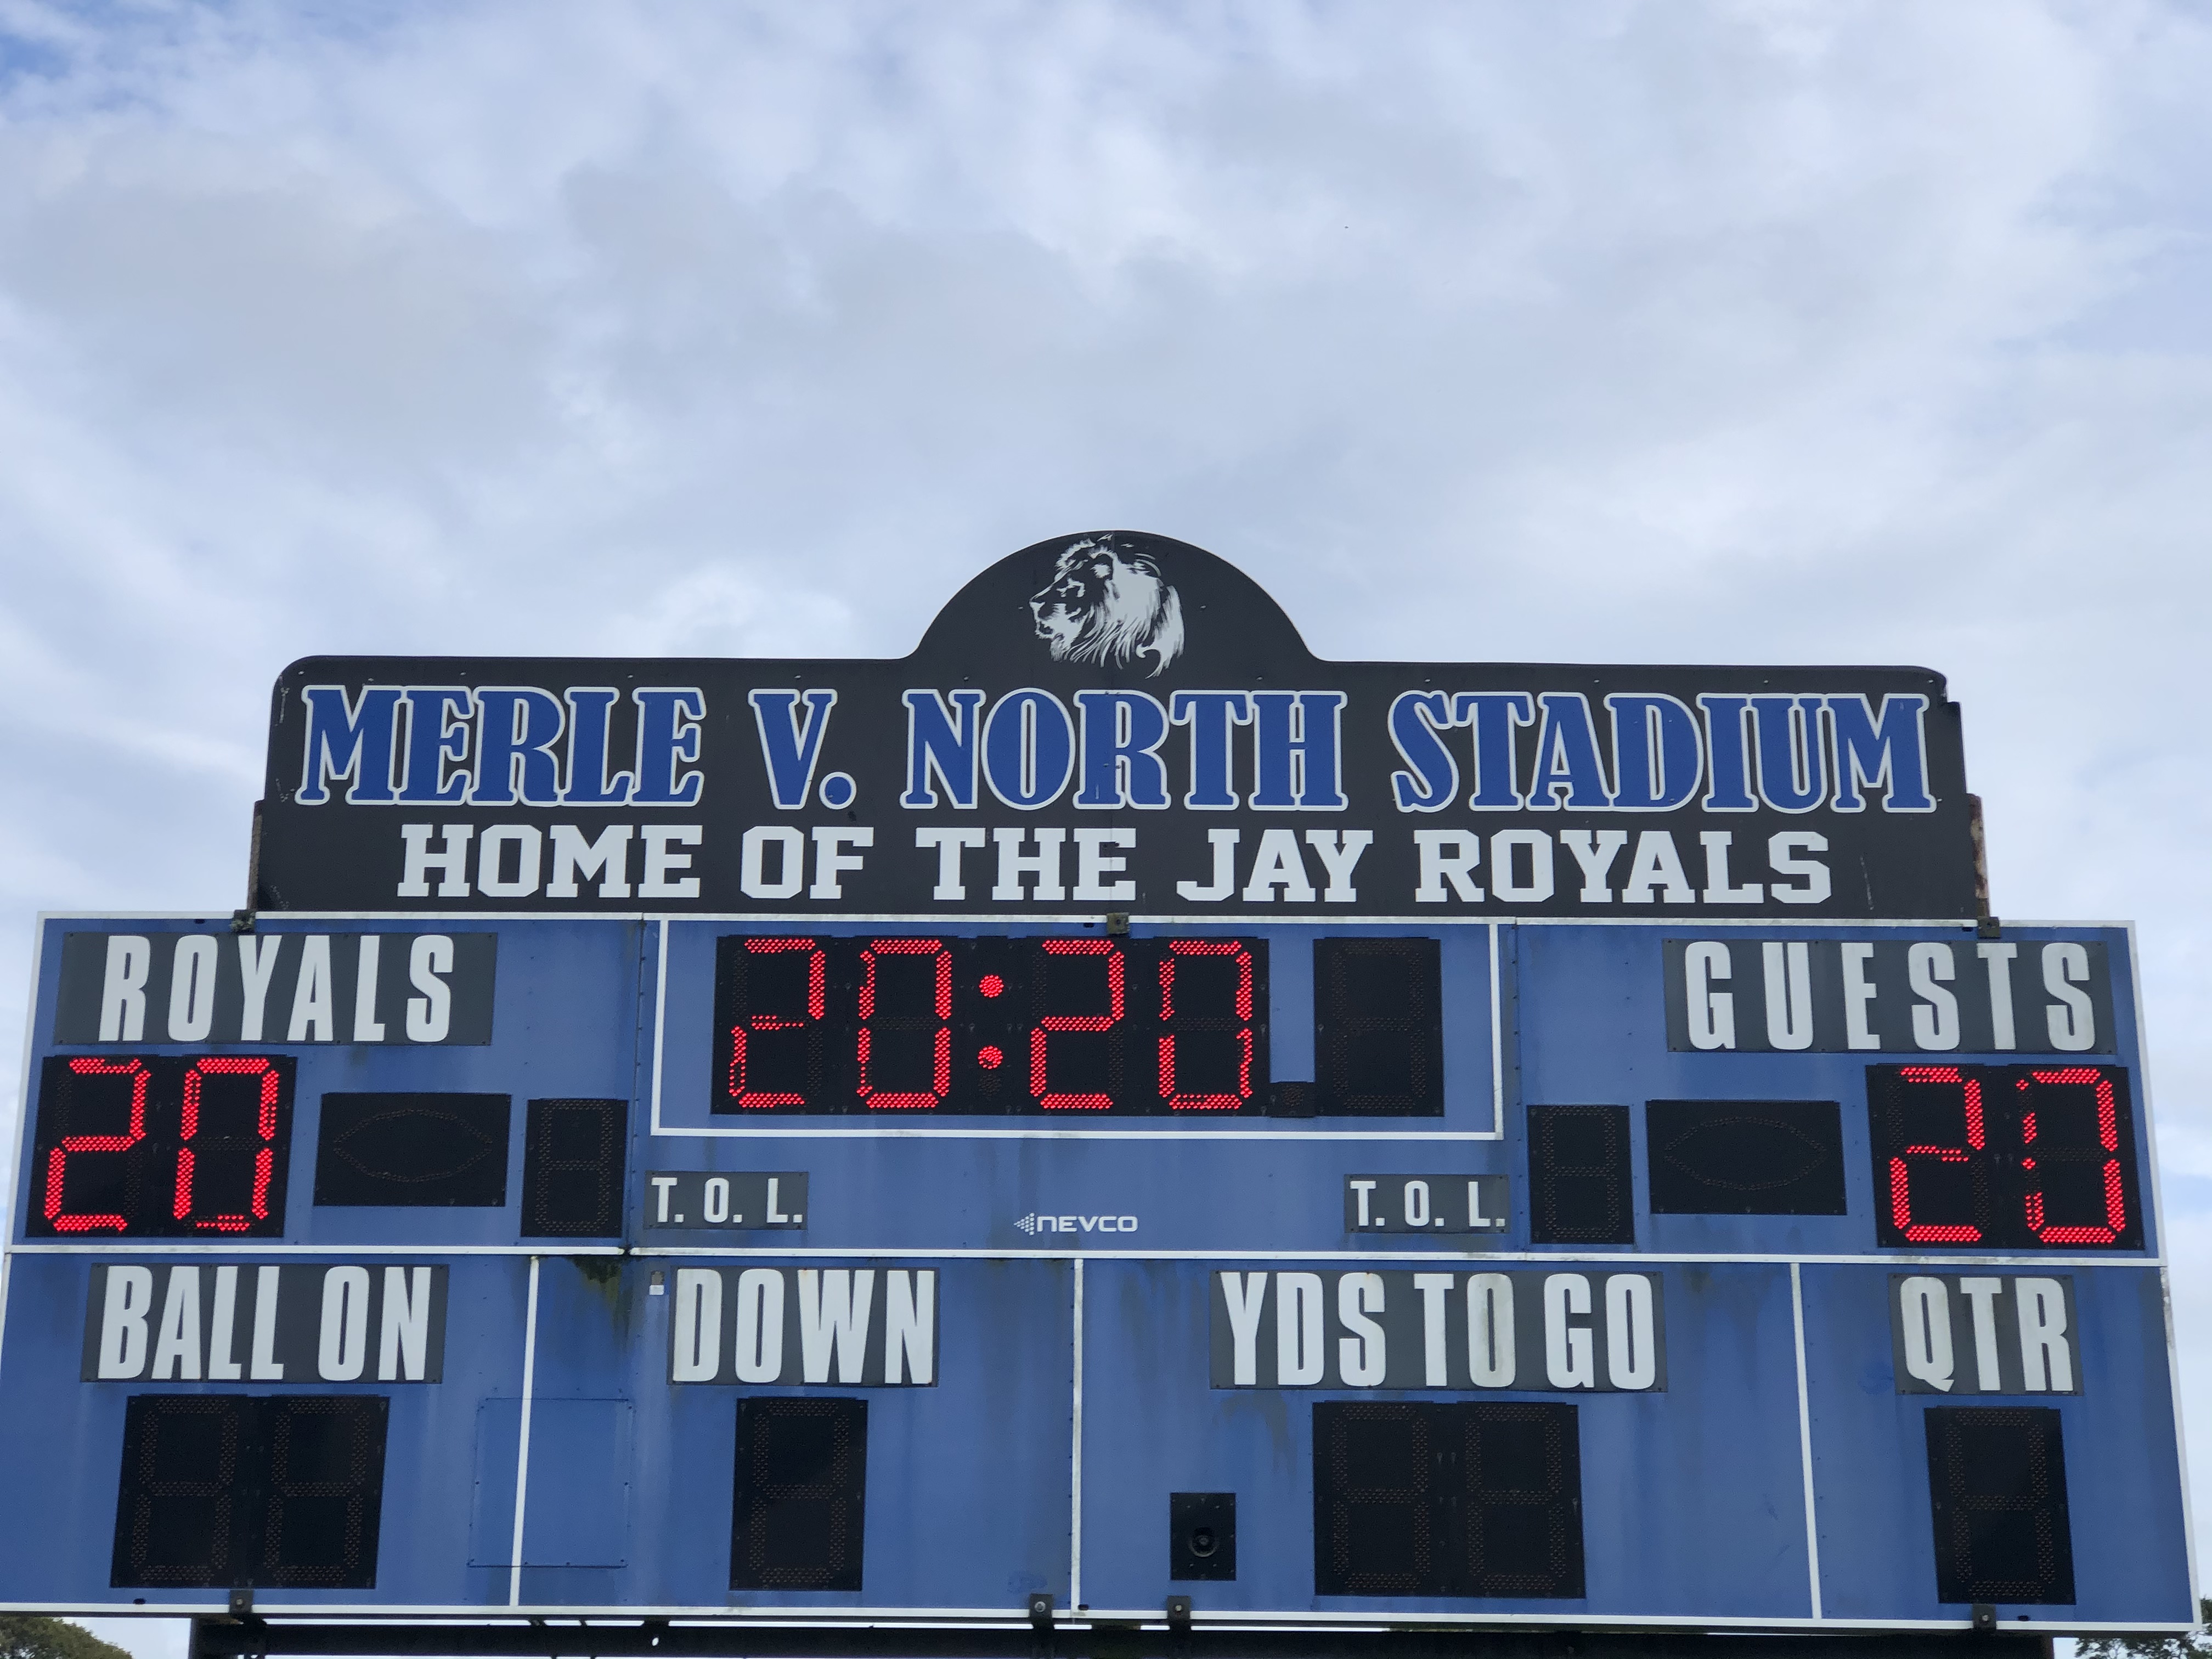 MERLE V. NORTH STADIUM
HOME OF THE JAY ROYALS
ROYALS 20:20 GUESTS
20 20
T. O. L. NEVCO T. O. L.
BALL ON DOWN YDS TO GO QTR